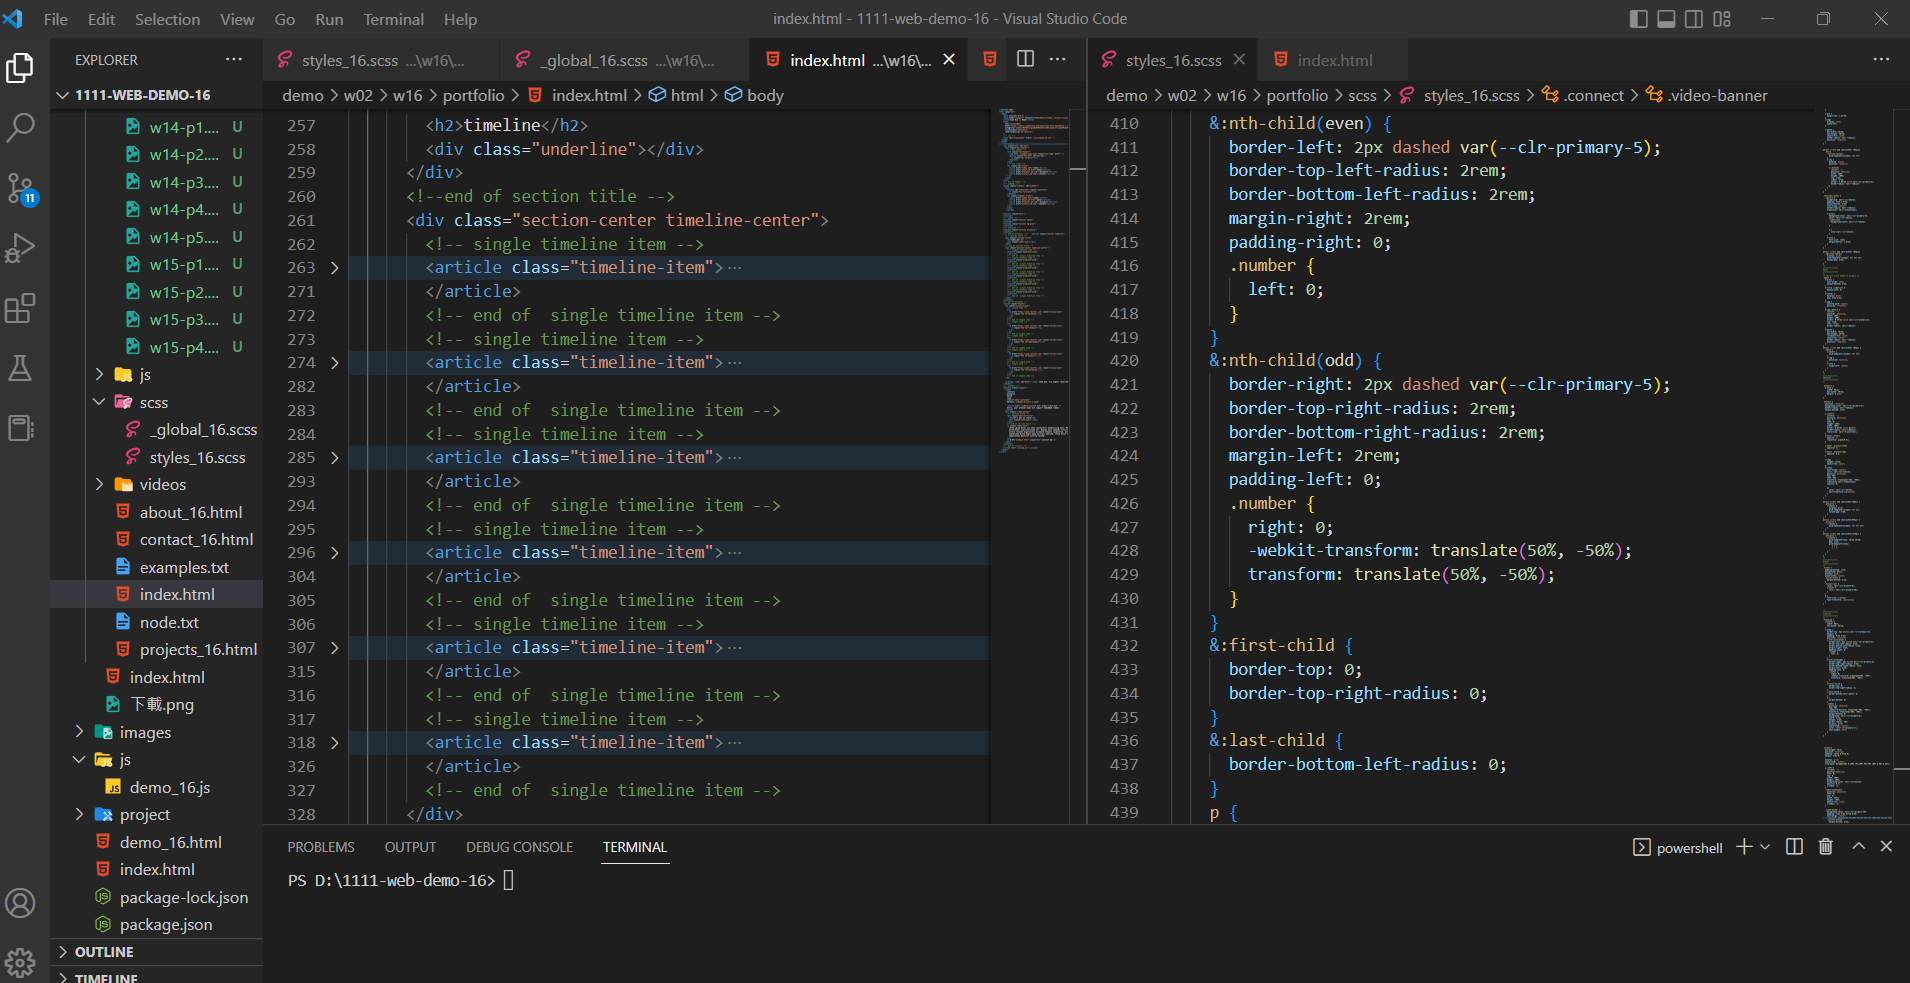 File Edit Selection View Go Run Terminal Help
index.html - 1111-web-demo-16 - Visual Studio Code
EXPLORER
1111-WEB-DEMO-16
w14-p1.... U
w14-p2.... U
w14-p3.... U
w14-p4.... U
w14-p5.... U
w15-p1.... U
w15-p2.... U
w15-p3.... U
w15-p4.... U
js
scss
_global_16.scss
styles_16.scss
videos
about_16.html
contact_16.html
examples.txt
index.html
node.txt
projects_16.html
index.html
下載.png
images
js
demo_16.js
project
demo_16.html
index.html
package-lock.json
package.json
OUTLINE
TIMELINE
11
styles_16.scss ...\w16\...
_global_16.scss ...\w16\...
index.html ...\w16\...
demo > w02 > w16 > portfolio > index.html > html > body
257 <h2>timeline</h2>
258 <div class="underline"></div>
259 </div>
260 <!--end of section title -->
261 <div class="section-center timeline-center">
262 <!-- single timeline item -->
263 <article class="timeline-item">…
271 </article>
272 <!-- end of  single timeline item -->
273 <!-- single timeline item -->
274 <article class="timeline-item">…
282 </article>
283 <!-- end of  single timeline item -->
284 <!-- single timeline item -->
285 <article class="timeline-item">…
293 </article>
294 <!-- end of  single timeline item -->
295 <!-- single timeline item -->
296 <article class="timeline-item">…
304 </article>
305 <!-- end of  single timeline item -->
306 <!-- single timeline item -->
307 <article class="timeline-item">…
315 </article>
316 <!-- end of  single timeline item -->
317 <!-- single timeline item -->
318 <article class="timeline-item">…
326 </article>
327 <!-- end of  single timeline item -->
328 </div>
styles_16.scss
index.html
demo > w02 > w16 > portfolio > scss > styles_16.scss > .connect > .video-banner
410 &:nth-child(even) {
411 border-left: 2px dashed var(--clr-primary-5);
412 border-top-left-radius: 2rem;
413 border-bottom-left-radius: 2rem;
414 margin-right: 2rem;
415 padding-right: 0;
416 .number {
417 left: 0;
418 }
419 }
420 &:nth-child(odd) {
421 border-right: 2px dashed var(--clr-primary-5);
422 border-top-right-radius: 2rem;
423 border-bottom-right-radius: 2rem;
424 margin-left: 2rem;
425 padding-left: 0;
426 .number {
427 right: 0;
428 -webkit-transform: translate(50%, -50%);
429 transform: translate(50%, -50%);
430 }
431 }
432 &:first-child {
433 border-top: 0;
434 border-top-right-radius: 0;
435 }
436 &:last-child {
437 border-bottom-left-radius: 0;
438 }
439 p {
PROBLEMS OUTPUT DEBUG CONSOLE TERMINAL
powershell
PS D:\1111-web-demo-16>